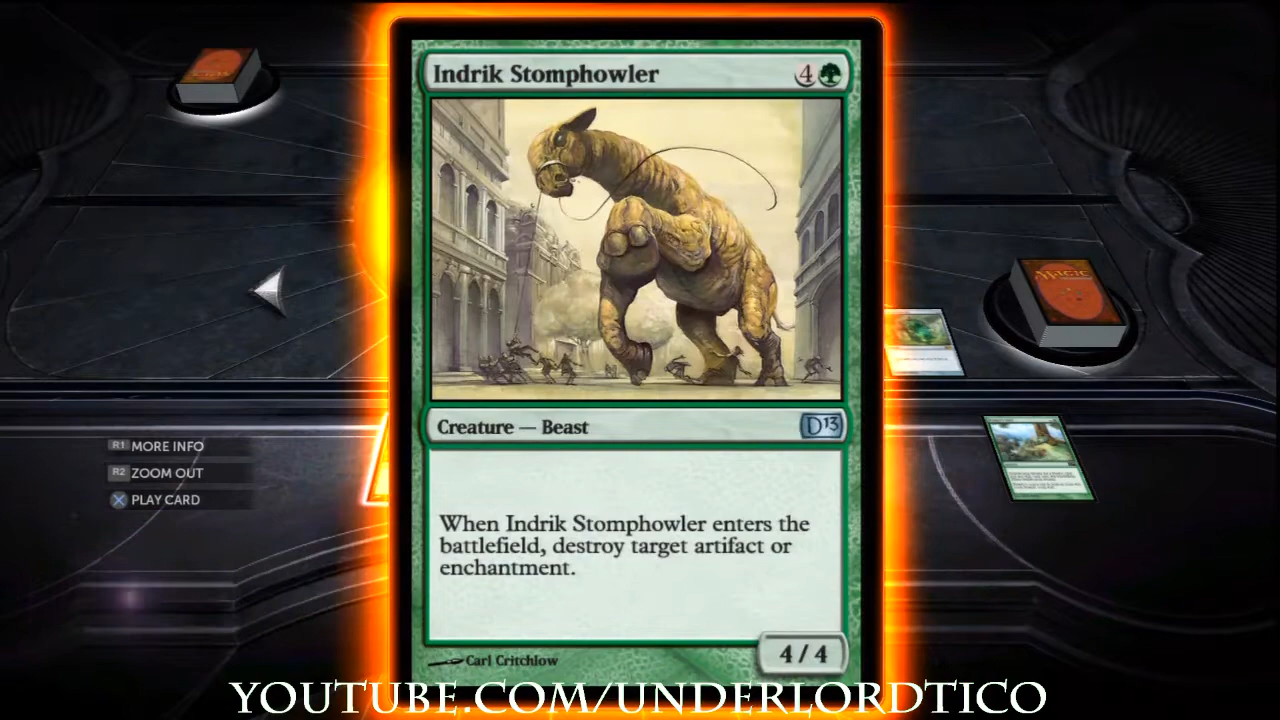 Indrik Stomphowler 4
MAGIC
R1 MORE INFO
R2 ZOOM OUT
PLAY CARD
Creature — Beast D13
When Indrik Stomphowler enters the
battlefield, destroy target artifact or
enchantment.
4 / 4
Carl Critchlow
YOUTUBE.COM/UNDERLORDTICO